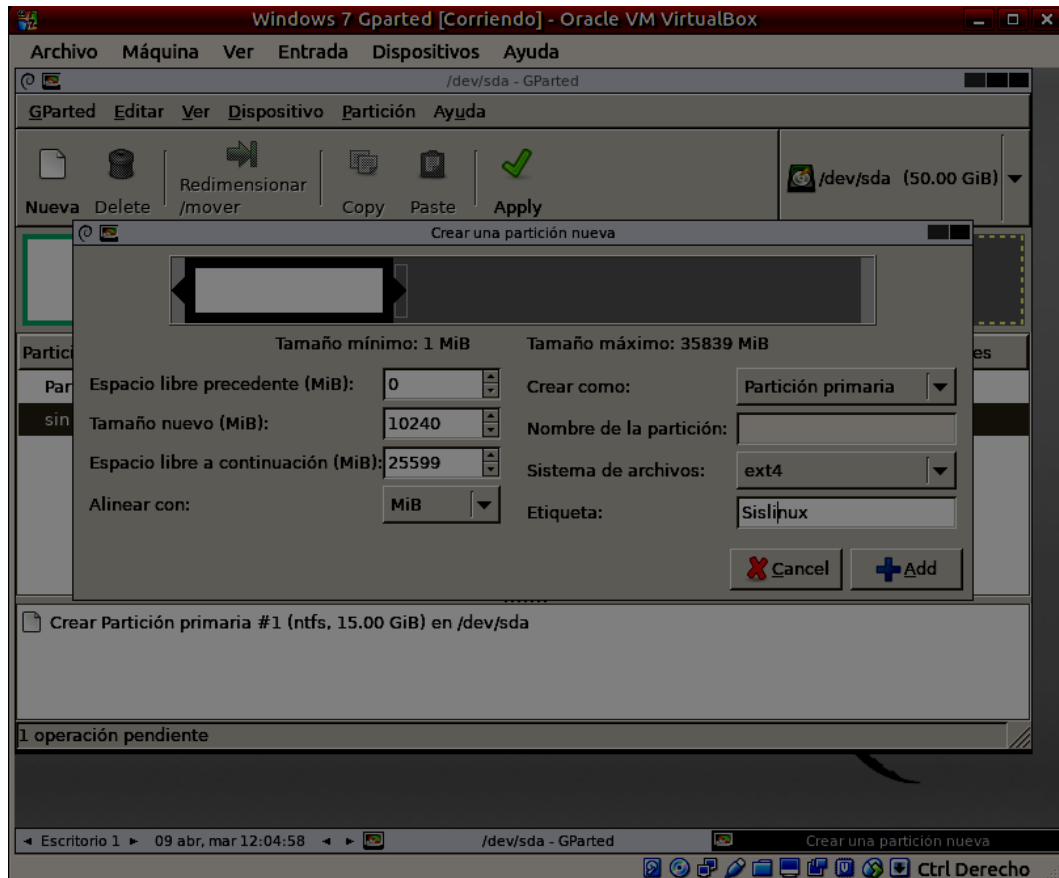 Windows 7 Gparted [Corriendo] - Oracle VM VirtualBox
Archivo Máquina Ver Entrada Dispositivos Ayuda
/dev/sda - GParted
GParted Editar Ver Dispositivo Partición Ayuda
Nueva Delete Redimensionar /mover Copy Paste Apply /dev/sda (50.00 GiB)
Crear una partición nueva
Tamaño mínimo: 1 MiB Tamaño máximo: 35839 MiB
Partici es
Espacio libre precedente (MiB): 0 Crear como: Partición primaria
Par
Tamaño nuevo (MiB): 10240 Nombre de la partición:
sin
Espacio libre a continuación (MiB): 25599 Sistema de archivos: ext4
Alinear con: MiB Etiqueta: Sislinux
Cancel Add
Crear Partición primaria #1 (ntfs, 15.00 GiB) en /dev/sda
1 operación pendiente
Escritorio 1 09 abr, mar 12:04:58 /dev/sda - GParted Crear una partición nueva
Ctrl Derecho